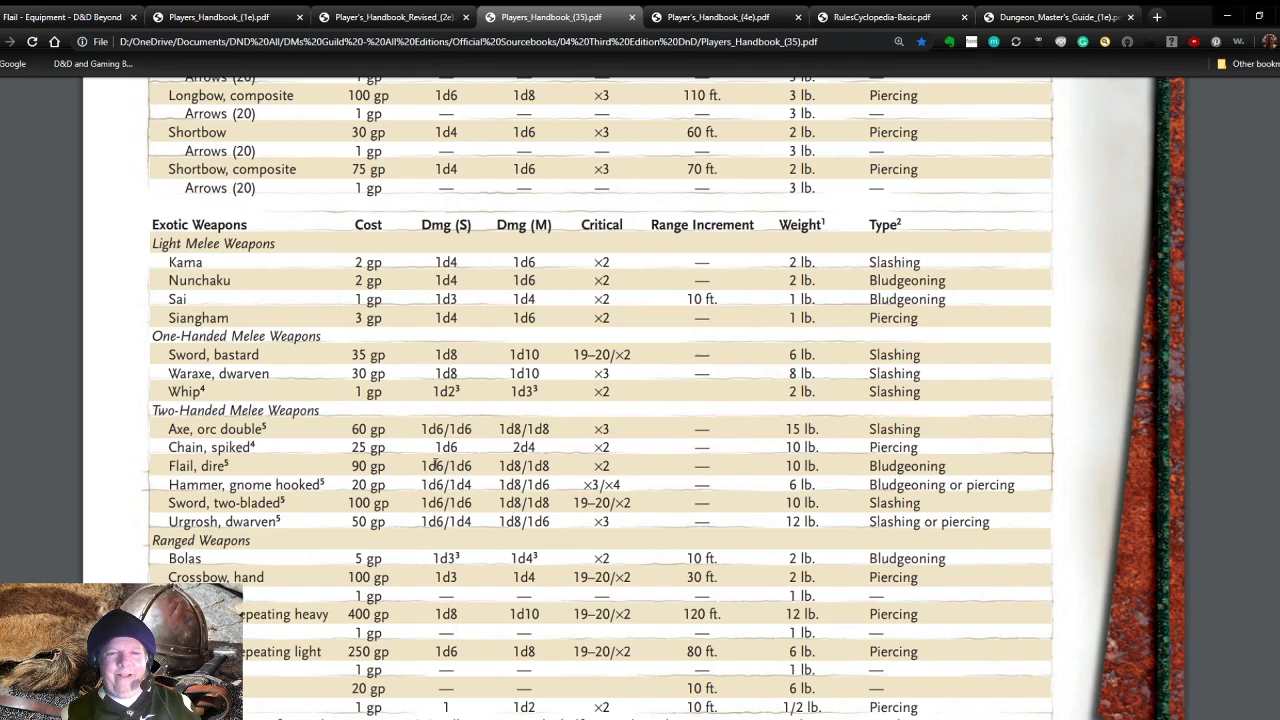 Flail - Equipment - D&D Beyond
Players_Handbook_(1e).pdf
Player's_Handbook_Revised_(2e).
Players_Handbook_(35).pdf
Player's_Handbook_(4e).pdf
RulesCyclopedia-Basic.pdf
Dungeon_Master's_Guide_(1e).pdf
File D:/OneDrive/Documents/DND%20All/DMs%20Guild%20-%20All%20Editions/Official%20Sourcebooks/04%20Third%20Edition%20DnD/Players_Handbook_(35).pdf
Google D&D and Gaming B... Other bookm
Arrows (20) 1 gp — — — — 3 lb. —
Longbow, composite 100 gp 1d6 1d8 ×3 110 ft. 3 lb. Piercing
Arrows (20) 1 gp — — — — 3 lb. —
Shortbow 30 gp 1d4 1d6 ×3 60 ft. 2 lb. Piercing
Arrows (20) 1 gp — — — — 3 lb. —
Shortbow, composite 75 gp 1d4 1d6 ×3 70 ft. 2 lb. Piercing
Arrows (20) 1 gp — — — — 3 lb. —
Exotic Weapons Cost Dmg (S) Dmg (M) Critical Range Increment Weight¹ Type²
Light Melee Weapons
Kama 2 gp 1d4 1d6 ×2 — 2 lb. Slashing
Nunchaku 2 gp 1d4 1d6 ×2 — 2 lb. Bludgeoning
Sai 1 gp 1d3 1d4 ×2 10 ft. 1 lb. Bludgeoning
Siangham 3 gp 1d4 1d6 ×2 — 1 lb. Piercing
One-Handed Melee Weapons
Sword, bastard 35 gp 1d8 1d10 19–20/×2 — 6 lb. Slashing
Waraxe, dwarven 30 gp 1d8 1d10 ×3 — 8 lb. Slashing
Whip⁴ 1 gp 1d2³ 1d3³ ×2 2 lb. Slashing
Two-Handed Melee Weapons
Axe, orc double⁵ 60 gp 1d6/1d6 1d8/1d8 ×3 — 15 lb. Slashing
Chain, spiked⁴ 25 gp 1d6 2d4 ×2 — 10 lb. Piercing
Flail, dire⁵ 90 gp 1d6/1d6 1d8/1d8 ×2 — 10 lb. Bludgeoning
Hammer, gnome hooked⁵ 20 gp 1d6/1d4 1d8/1d6 ×3/×4 — 6 lb. Bludgeoning or piercing
Sword, two-bladed⁵ 100 gp 1d6/1d6 1d8/1d8 19–20/×2 — 10 lb. Slashing
Urgrosh, dwarven⁵ 50 gp 1d6/1d4 1d8/1d6 ×3 — 12 lb. Slashing or piercing
Ranged Weapons
Bolas 5 gp 1d3³ 1d4³ ×2 10 ft. 2 lb. Bludgeoning
Crossbow, hand 100 gp 1d3 1d4 19–20/×2 30 ft. 2 lb. Piercing
1 gp — — — — 1 lb. —
epeating heavy 400 gp 1d8 1d10 19–20/×2 120 ft. 12 lb. Piercing
1 gp — — — — 1 lb. —
epeating light 250 gp 1d6 1d8 19–20/×2 80 ft. 6 lb. Piercing
1 gp — — — — 1 lb. —
20 gp — — 10 ft. 6 lb. —
1 gp 1 1d2 ×2 10 ft. 1/2 lb. Piercing